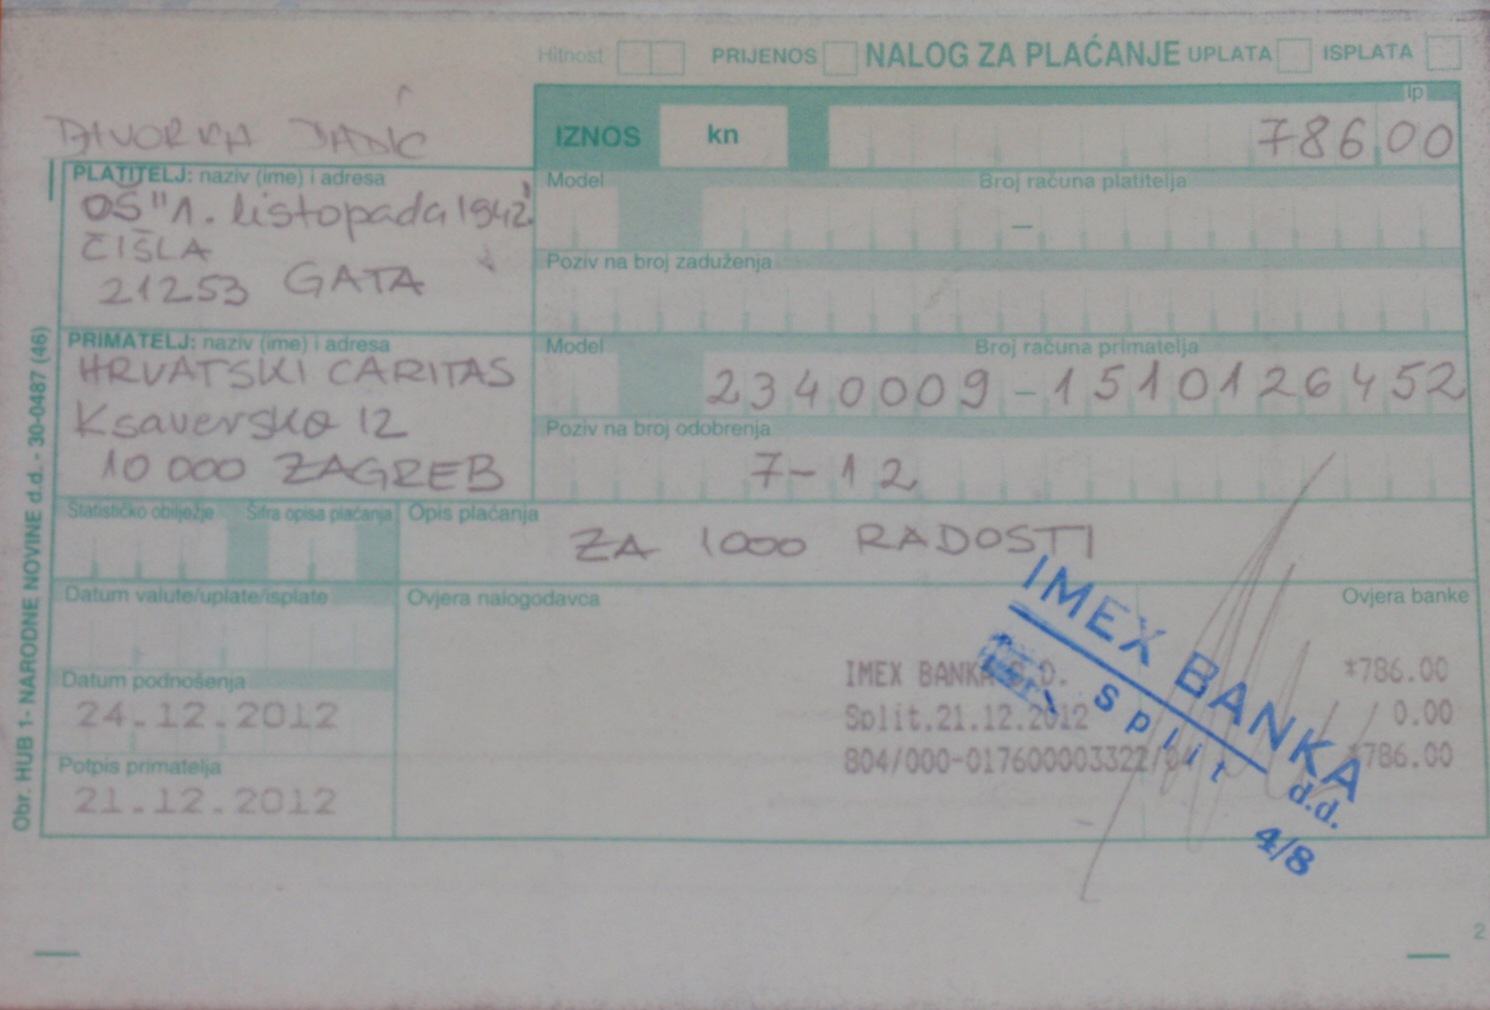 Hitnost PRIJENOS NALOG ZA PLAĆANJE UPLATA ISPLATA
lp
IZNOS kn 786 00
PLATITELJ: naziv (ime) i adresa
OŠ "1. listopada 1942"
ČIŠLA
21253 GATA
Model Broj računa platitelja
–
Poziv na broj zaduženja
PRIMATELJ: naziv (ime) i adresa
HRVATSKI CARITAS
Ksaverska 12
10 000 ZAGREB
Model Broj računa primatelja
2340009-1510126452
Poziv na broj odobrenja
7-12
Statističko obilježje Šifra opisa plaćanja Opis plaćanja
ZA 1000 RADOSTI
Datum valute/uplate/isplate Ovjera nalogodavca Ovjera banke
Datum podnošenja
24.12.2012
Potpis primatelja
21.12.2012
IMEX BANKA D.D. *786.00
Split.21.12.2012 0.00
804/000-017600003322/04 *786.00
IMEX BANKA
Split d.d.
4/8
Obr. HUB 1- NARODNE NOVINE d.d. - 30-0487 (46)
2